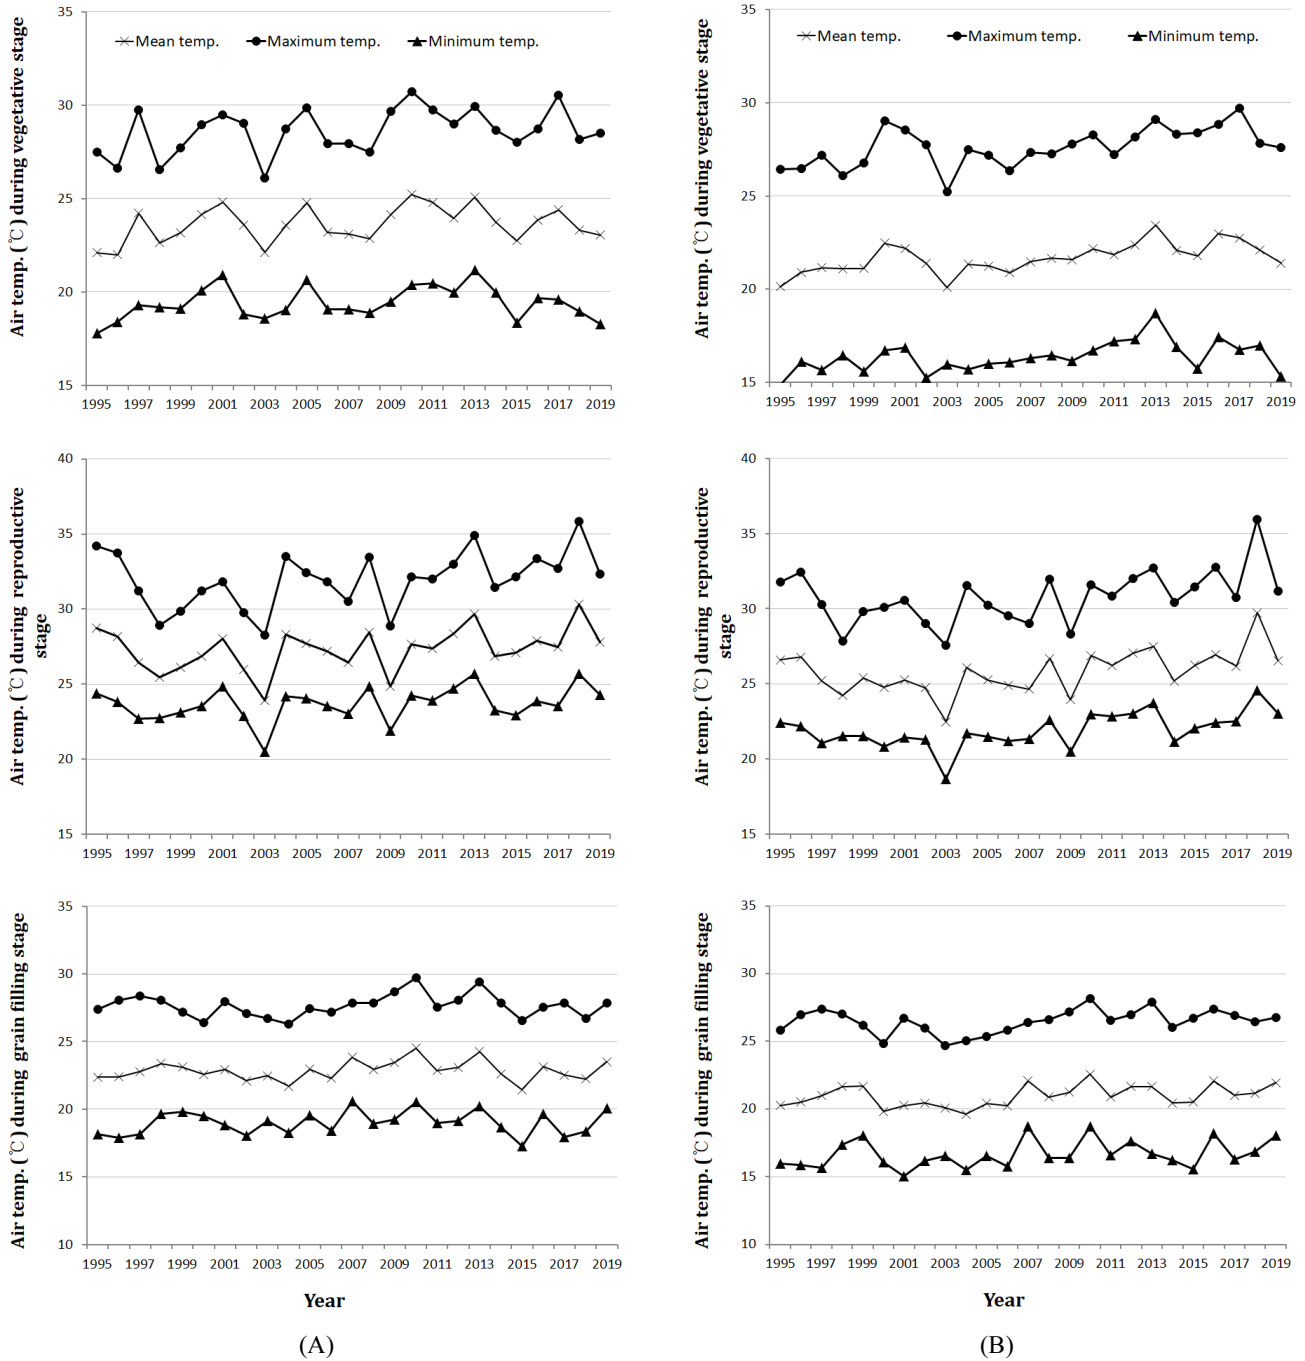 Air temp. (℃) during vegetative stage
35
30
25
20
15
Mean temp. Maximum temp. Minimum temp.
1995 1997 1999 2001 2003 2005 2007 2009 2011 2013 2015 2017 2019
Air temp. (℃) during vegetative stage
35
30
25
20
15
Mean temp. Maximum temp. Minimum temp.
1995 1997 1999 2001 2003 2005 2007 2009 2011 2013 2015 2017 2019
Air temp. (℃) during reproductive
stage
40
35
30
25
20
15
1995 1997 1999 2001 2003 2005 2007 2009 2011 2013 2015 2017 2019
Air temp. (℃) during reproductive
stage
40
35
30
25
20
15
1995 1997 1999 2001 2003 2005 2007 2009 2011 2013 2015 2017 2019
Air temp. (℃) during grain filling stage
35
30
25
20
15
10
1995 1997 1999 2001 2003 2005 2007 2009 2011 2013 2015 2017 2019
Year
(A)
Air temp. (℃) during grain filling stage
35
30
25
20
15
10
1995 1997 1999 2001 2003 2005 2007 2009 2011 2013 2015 2017 2019
Year
(B)